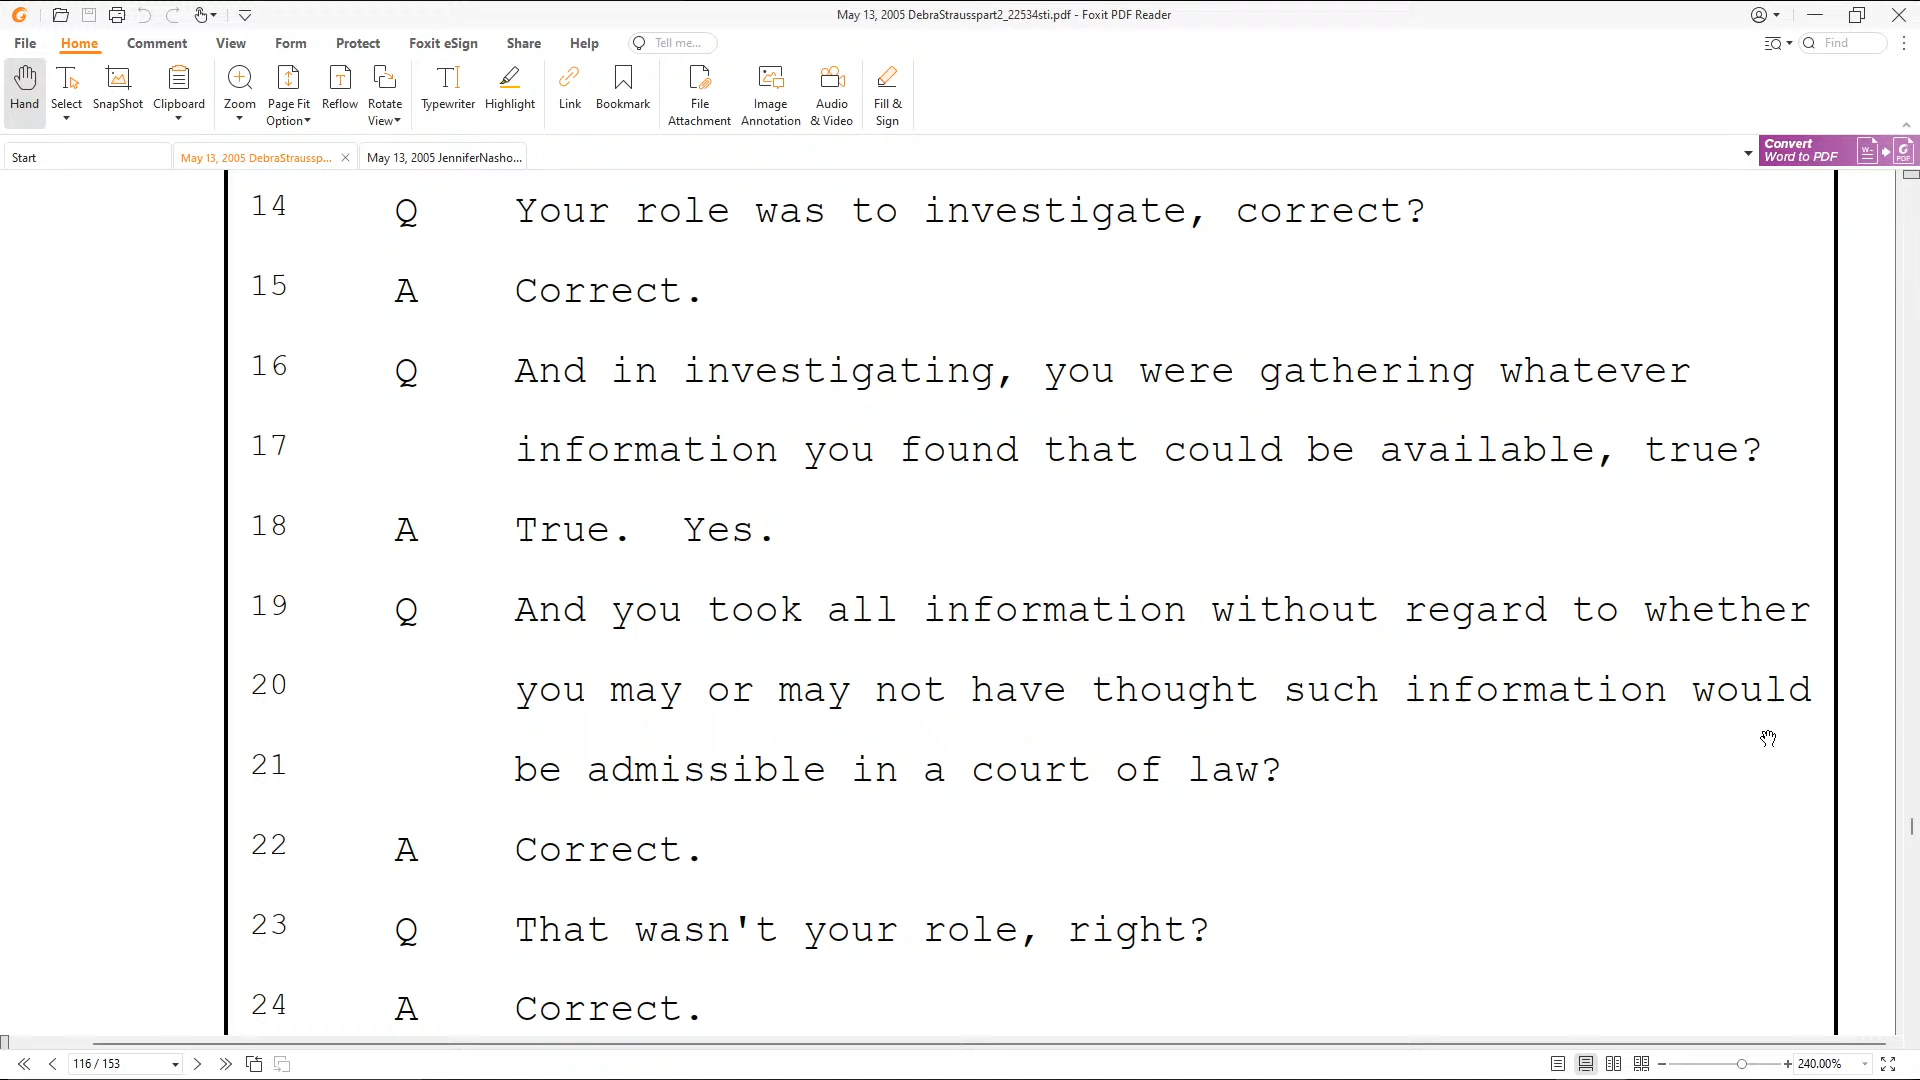 May 13, 2005 DebraStrausspart2_22534sti.pdf - Foxit PDF Reader
File Home Comment View Form Protect Foxit eSign Share Help Tell me... Find
Hand Select SnapShot Clipboard Zoom Page Fit Option Reflow Rotate View Typewriter Highlight Link Bookmark File Attachment Image Annotation Audio & Video Fill & Sign
Start May 13, 2005 DebraStraussp... May 13, 2005 JenniferNasho...
Convert
Word to PDF
14 Q Your role was to investigate, correct?
15 A Correct.
16 Q And in investigating, you were gathering whatever
17 information you found that could be available, true?
18 A True. Yes.
19 Q And you took all information without regard to whether
20 you may or may not have thought such information would
21 be admissible in a court of law?
22 A Correct.
23 Q That wasn't your role, right?
24 A Correct.
116 / 153 240.00%